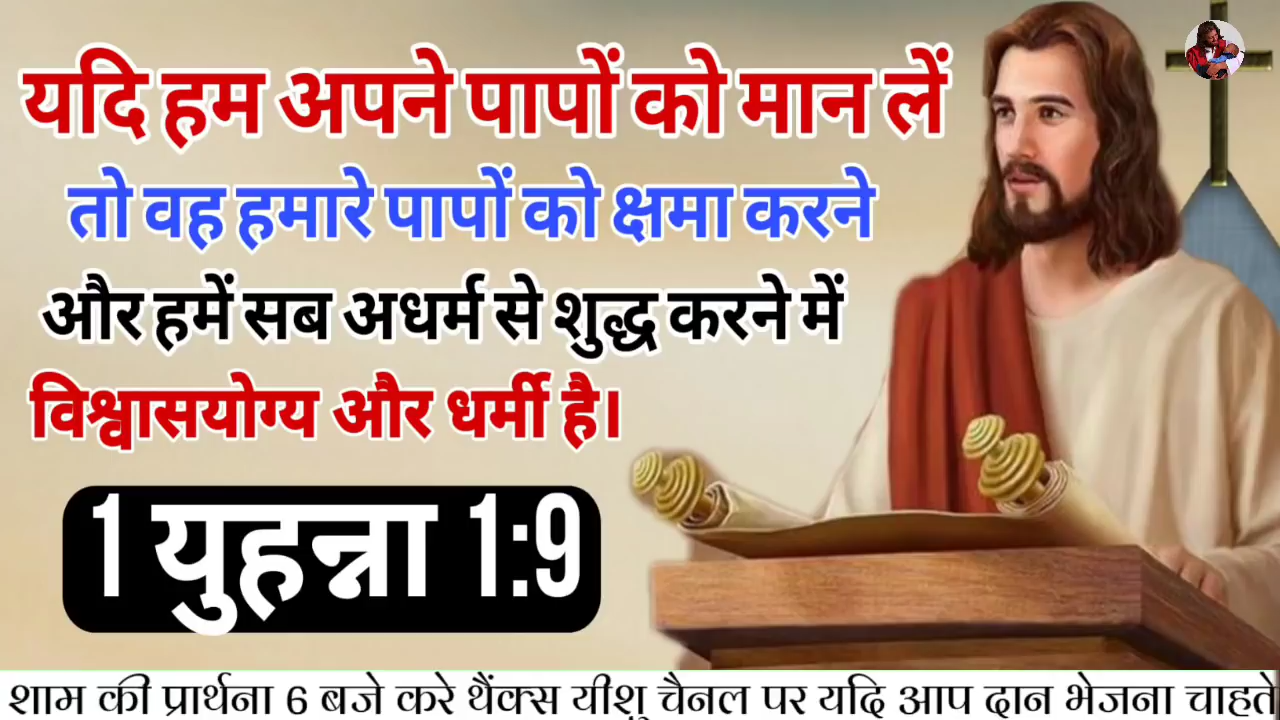 यदि हम अपने पापों को मान लें
तो वह हमारे पापों को क्षमा करने
और हमें सब अधर्म से शुद्ध करने में
विश्वासयोग्य और धर्मी है।
1 युहन्ना 1:9
शाम की प्रार्थना 6 बजे करे थैंक्स यीशु चैनल पर यदि आप दान भेजना चाहते